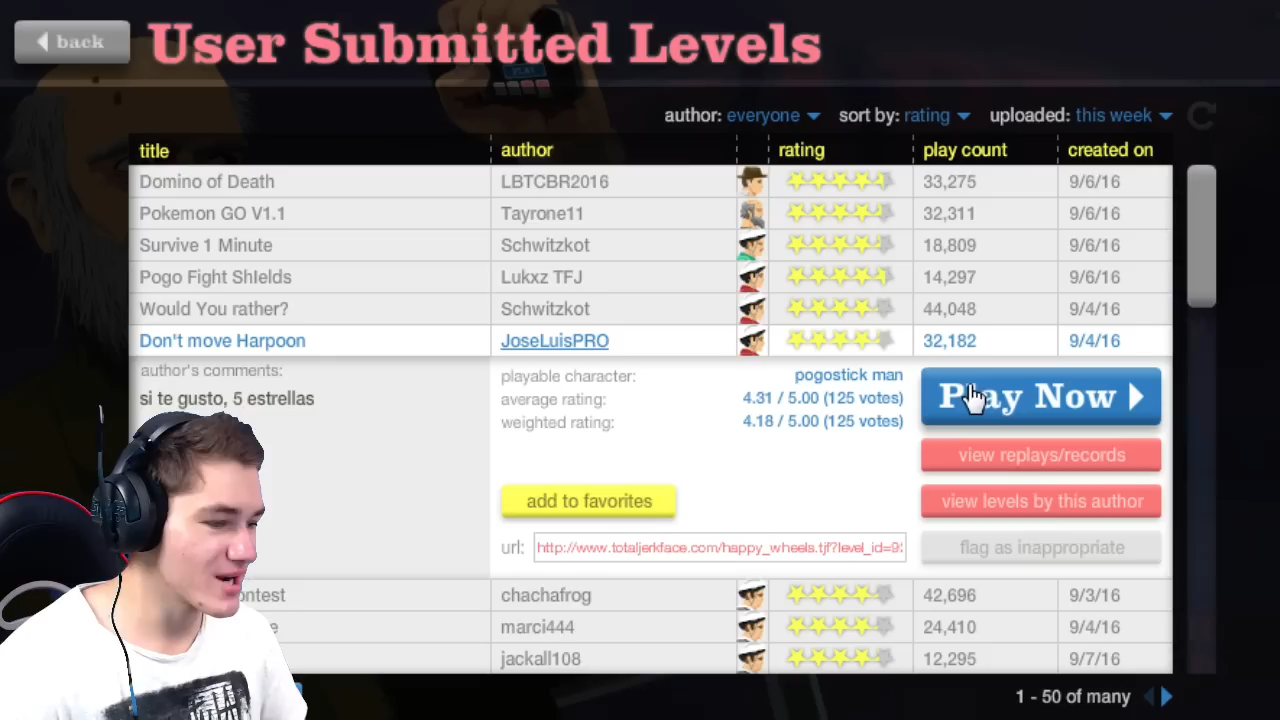 back
User Submitted Levels
author: everyone sort by: rating uploaded: this week
title author rating play count created on
Domino of Death LBTCBR2016 33,275 9/6/16
Pokemon GO V1.1 Tayrone11 32,311 9/6/16
Survive 1 Minute Schwitzkot 18,809 9/6/16
Pogo Fight ShIelds Lukxz TFJ 14,297 9/6/16
Would You rather? Schwitzkot 44,048 9/4/16
Don't move Harpoon JoseLuisPRO 32,182 9/4/16
author's comments:
si te gusto, 5 estrellas
playable character: pogostick man
average rating: 4.31 / 5.00 (125 votes)
weighted rating: 4.18 / 5.00 (125 votes)
Play Now
view replays/records
add to favorites
view levels by this author
url: http://www.totaljerkface.com/happy_wheels.tjf?level_id=9
flag as inappropriate
chachafrog 42,696 9/3/16
marci444 24,410 9/4/16
jackall108 12,295 9/7/16
1 - 50 of many